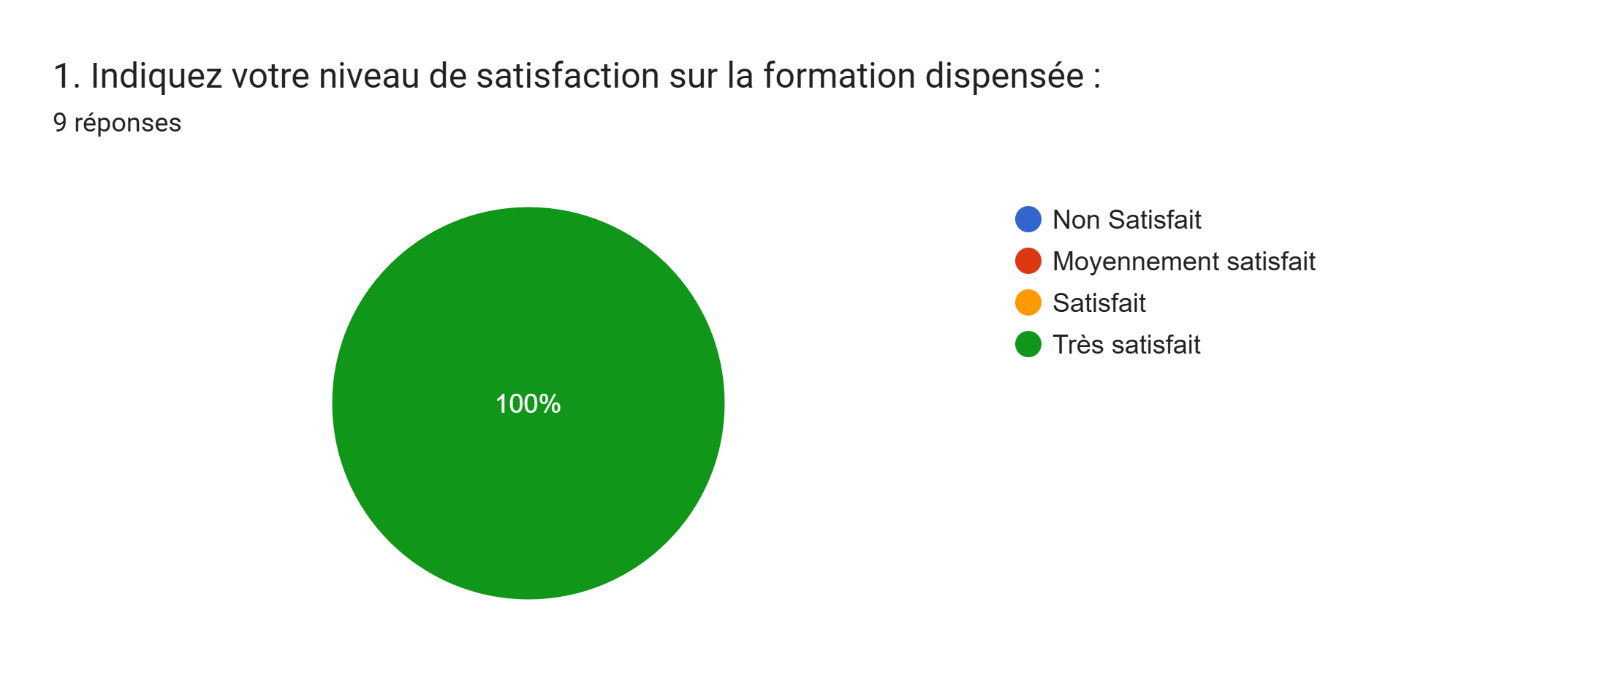 1. Indiquez votre niveau de satisfaction sur la formation dispensée :
9 réponses
Non Satisfait
Moyennement satisfait
Satisfait
Très satisfait
100%